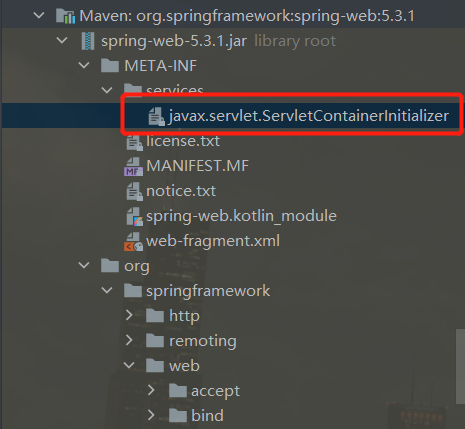 Maven: org.springframework:spring-web:5.3.1
spring-web-5.3.1.jar library root
META-INF
services
javax.servlet.ServletContainerInitializer
license.txt
MF MANIFEST.MF
notice.txt
spring-web.kotlin_module
web-fragment.xml
org
springframework
http
remoting
web
accept
bind